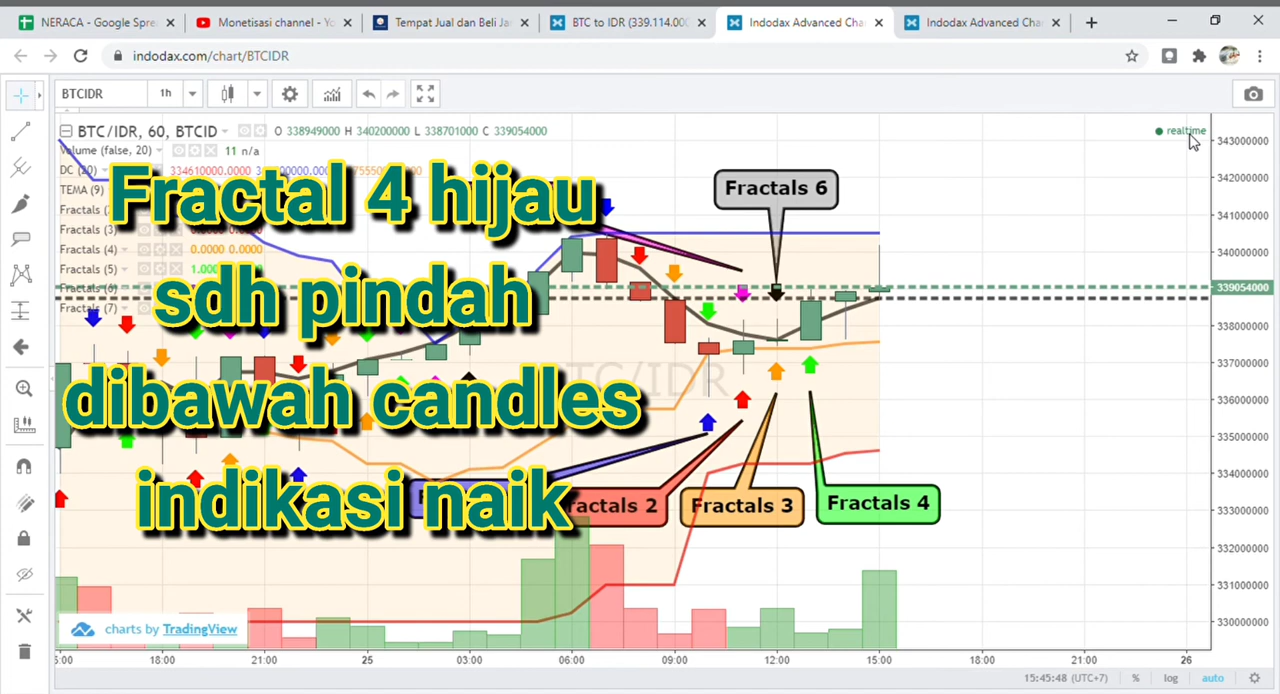 NERACA - Google Spre
Monetisasi channel - Yo
Tempat Jual dan Beli Ja
BTC to IDR (339.114.000
Indodax Advanced Cha
Indodax Advanced Cha
indodax.com/chart/BTCIDR
BTCIDR
1h
BTC/IDR, 60, BTCID
O 338949000 H 340200000 L 338701000 C 339054000
realtime
Volume (false, 20)
11 n/a
DC (20)
334610000.0000
TEMA (9)
Fractals
Fractals (3)
Fractals (4)
0.0000 0.0000
Fractals (5)
Fractals (6)
Fractals (7)
Fractal 4 hijau
sdh pindah
dibawah candles
indikasi naik
Fractals 6
Fractals 2
Fractals 3
Fractals 4
BTC/IDR
343000000
342000000
341000000
340000000
339054000
338000000
337000000
336000000
335000000
334000000
333000000
332000000
331000000
330000000
charts by TradingView
18:00
21:00
25
03:00
06:00
09:00
12:00
15:00
18:00
21:00
26
15:45:48 (UTC+7)
%
log
auto